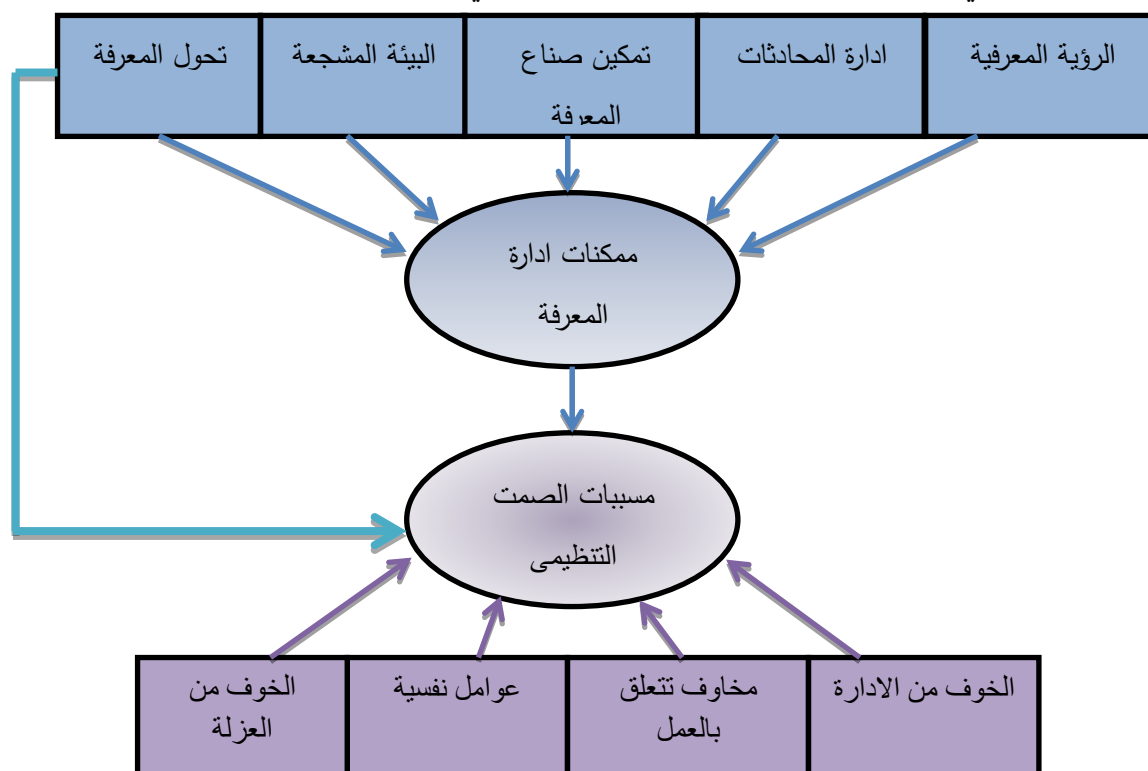 الرؤية المعرفية
ادارة المحادثات
تمكين صناع
المعرفة
البيئة المشجعة
تحول المعرفة
ممكنات ادارة
المعرفة
مسببات الصمت
التنظيمى
الخوف من الادارة
مخاوف تتعلق
بالعمل
عوامل نفسية
الخوف من
العزلة